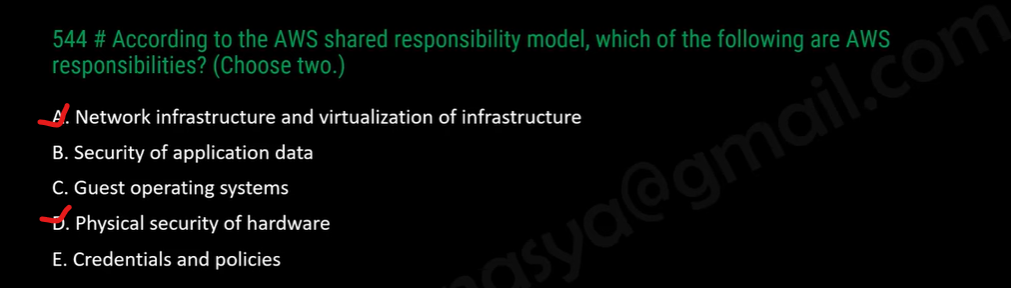 544 # According to the AWS shared responsibility model, which of the following are AWS
responsibilities? (Choose two.)
A. Network infrastructure and virtualization of infrastructure
B. Security of application data
C. Guest operating systems
D. Physical security of hardware
E. Credentials and policies
asya@gmail.com